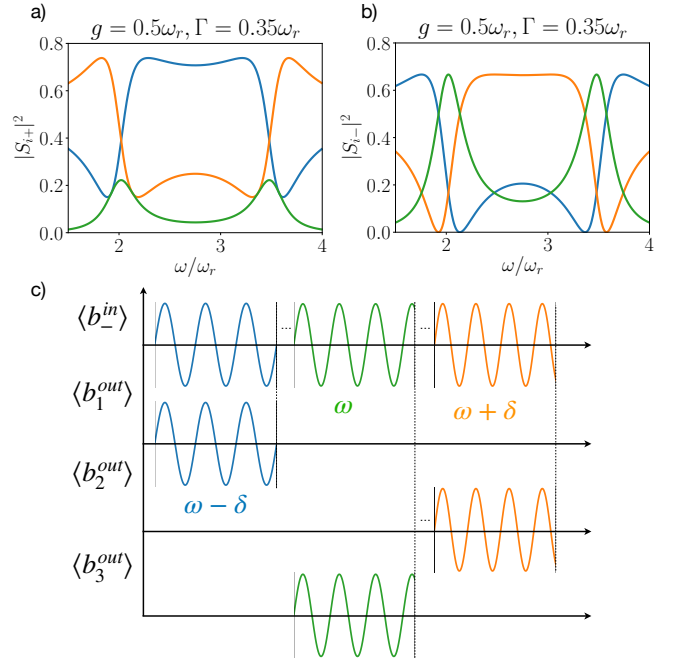 a)
g = 0.5ω_r, Γ = 0.35ω_r
|S_{i+}|^2
0.8
0.6
0.4
0.2
0.0
2
3
4
ω/ω_r
b)
g = 0.5ω_r, Γ = 0.35ω_r
|S_{i−}|^2
0.8
0.6
0.4
0.2
0.0
2
3
4
ω/ω_r
c)
⟨b_−^{in}⟩
...
...
⟨b_1^{out}⟩
ω
ω + δ
⟨b_2^{out}⟩
ω − δ
...
⟨b_3^{out}⟩